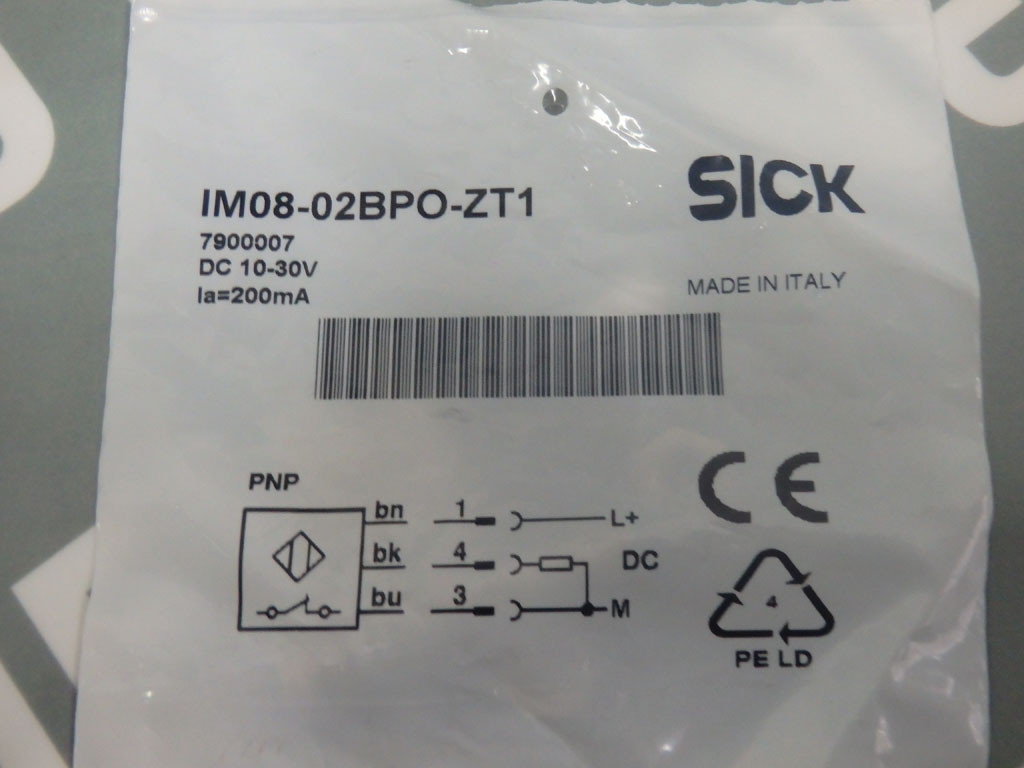 SICK
IM08-02BPO-ZT1
7900007
DC 10-30V
Ia=200mA
MADE IN ITALY
CE
PNP
bn 1 L+
bk 4 DC
bu 3 M
4
PE LD